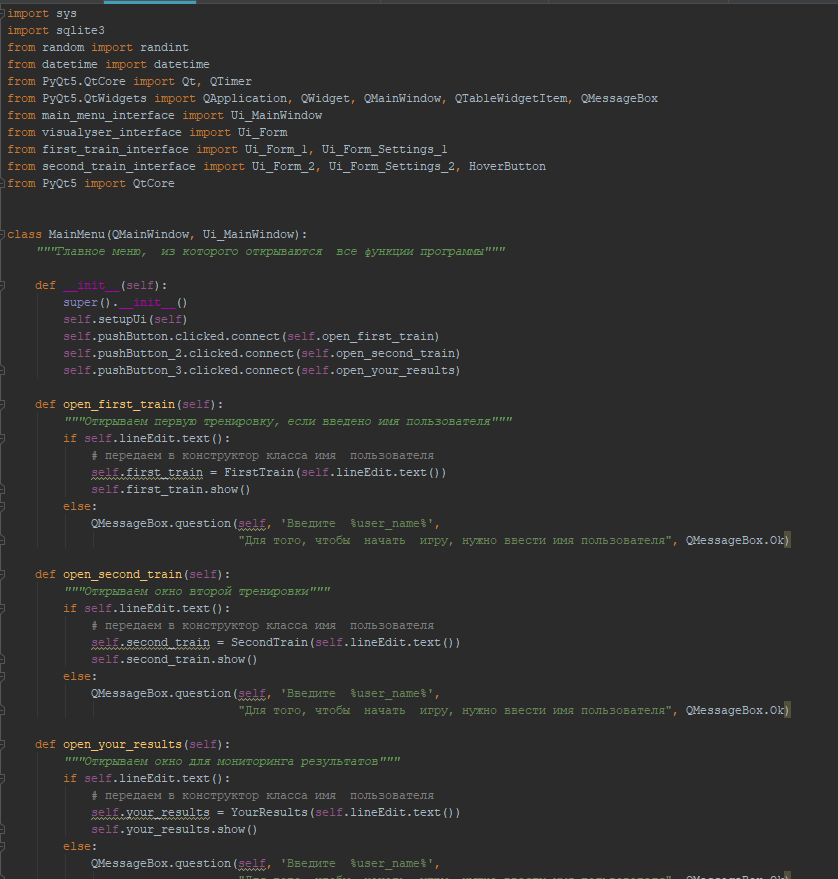 import sys
import sqlite3
from random import randint
from datetime import datetime
from PyQt5.QtCore import Qt, QTimer
from PyQt5.QtWidgets import QApplication, QWidget, QMainWindow, QTableWidgetItem, QMessageBox
from main_menu_interface import Ui_MainWindow
from visualyser_interface import Ui_Form
from first_train_interface import Ui_Form_1, Ui_Form_Settings_1
from second_train_interface import Ui_Form_2, Ui_Form_Settings_2, HoverButton
from PyQt5 import QtCore
class MainMenu(QMainWindow, Ui_MainWindow):
"""Главное меню, из которого открываются все функции программы"""
def __init__(self):
super().__init__()
self.setupUi(self)
self.pushButton.clicked.connect(self.open_first_train)
self.pushButton_2.clicked.connect(self.open_second_train)
self.pushButton_3.clicked.connect(self.open_your_results)
def open_first_train(self):
"""Открываем первую тренировку, если введено имя пользователя"""
if self.lineEdit.text():
# передаем в конструктор класса имя пользователя
self.first_train = FirstTrain(self.lineEdit.text())
self.first_train.show()
else:
QMessageBox.question(self, 'Введите %user_name%',
"Для того, чтобы начать игру, нужно ввести имя пользователя", QMessageBox.Ok)
def open_second_train(self):
"""Открываем окно второй тренировки"""
if self.lineEdit.text():
# передаем в конструктор класса имя пользователя
self.second_train = SecondTrain(self.lineEdit.text())
self.second_train.show()
else:
QMessageBox.question(self, 'Введите %user_name%',
"Для того, чтобы начать игру, нужно ввести имя пользователя", QMessageBox.Ok)
def open_your_results(self):
"""Открываем окно для мониторинга результатов"""
if self.lineEdit.text():
# передаем в конструктор класса имя пользователя
self.your_results = YourResults(self.lineEdit.text())
self.your_results.show()
else:
QMessageBox.question(self, 'Введите %user_name%',